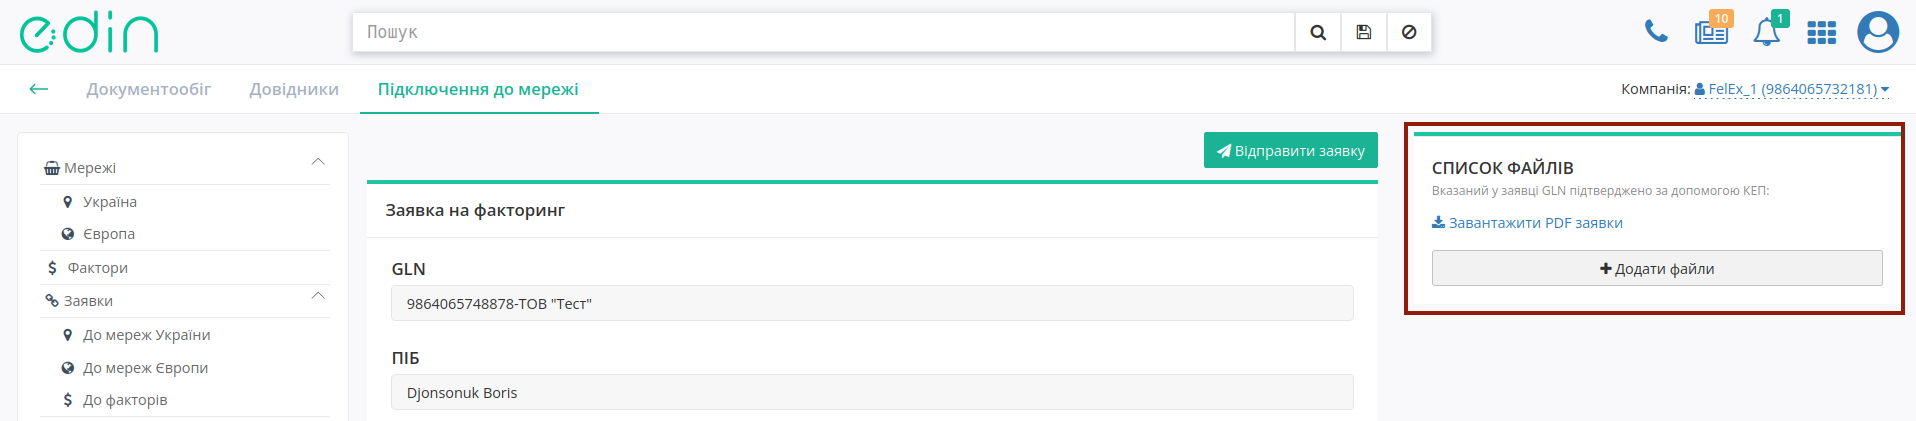 edin
Пошук
10
1
Документообіг
Довідники
Підключення до мережі
Компанія: FelEx_1 (9864065732181)
Мережі
Україна
Європа
$ Фактори
Заявки
До мереж України
До мереж Європи
$ До факторів
Відправити заявку
Заявка на факторинг
GLN
9864065748878-ТОВ "Тест"
ПІБ
Djonsonuk Boris
СПИСОК ФАЙЛІВ
Вказаний у заявці GLN підтверджено за допомогою КЕП:
Завантажити PDF заявки
Додати файли